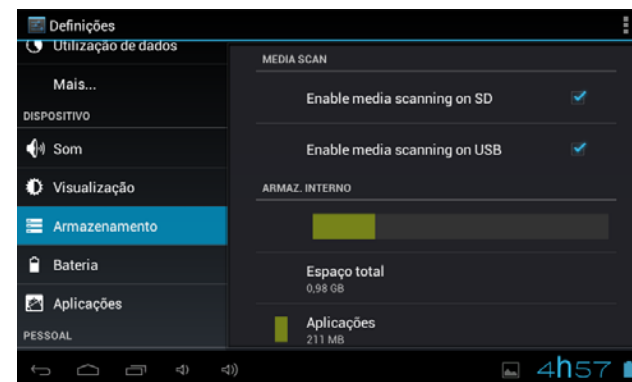 Definições
Utilização de dados
Mais...
DISPOSITIVO
Som
Visualização
Armazenamento
Bateria
Aplicações
PESSOAL
MEDIA SCAN
Enable media scanning on SD
Enable media scanning on USB
ARMAZ. INTERNO
Espaço total
0,98 GB
Aplicações
211 MB
4h57